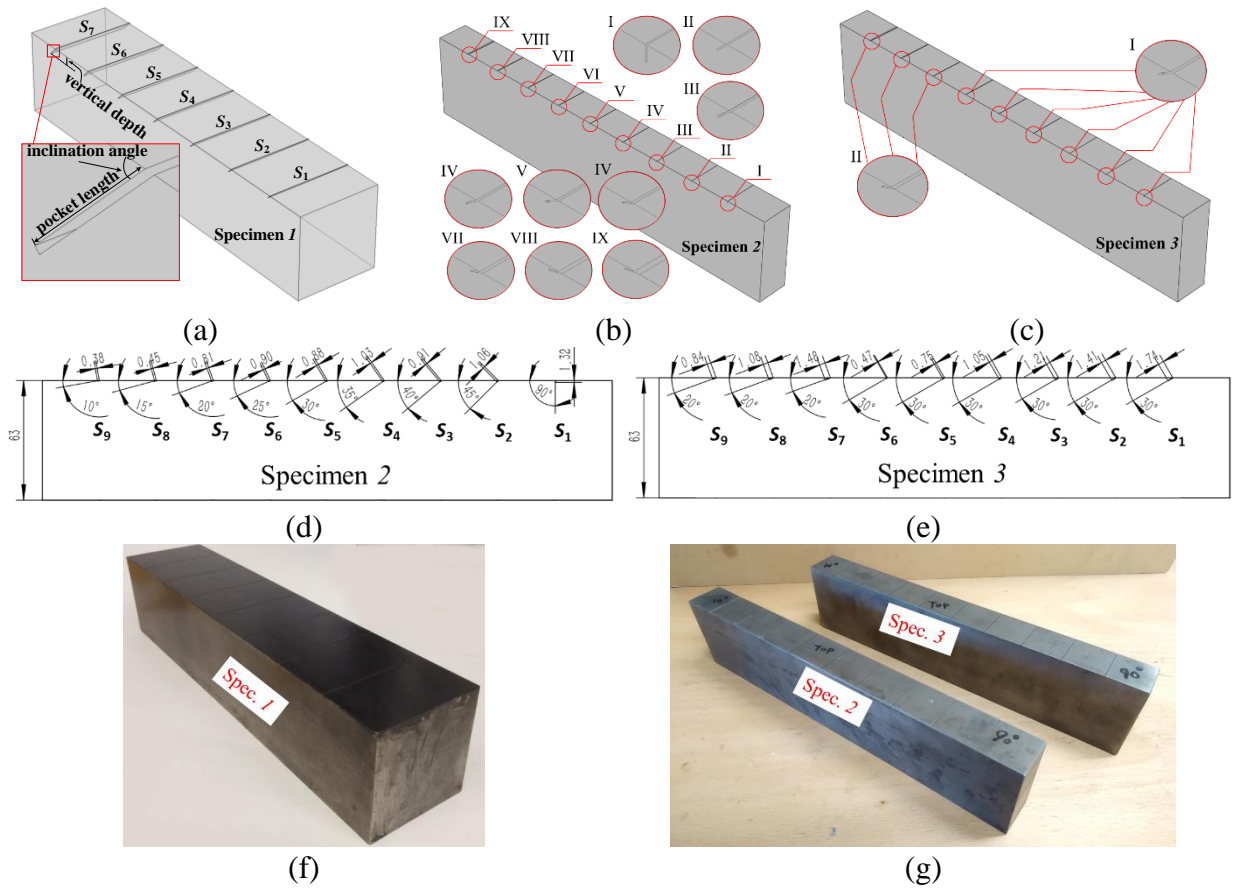 S7
S6
S5
S4
S3
S2
S1
vertical depth
inclination angle
pocket length
Specimen 1
(a)
IX
VIII
VII
VI
V
IV
III
II
I
I
II
III
IV
V
IV
VII
VIII
IX
Specimen 2
(b)
I
II
Specimen 3
(c)
0.38
0.45
0.81
0.90
0.88
1.03
0.91
1.06
1.32
10°
15°
20°
25°
30°
35°
40°
45°
90°
63
S9
S8
S7
S6
S5
S4
S3
S2
S1
Specimen 2
(d)
0.84
1.08
1.48
0.47
0.75
1.05
1.21
1.41
1.74
20°
20°
20°
30°
30°
30°
30°
30°
30°
63
S9
S8
S7
S6
S5
S4
S3
S2
S1
Specimen 3
(e)
Spec. 1
(f)
TOP
Spec. 3
90°
TOP
Spec. 2
90°
(g)